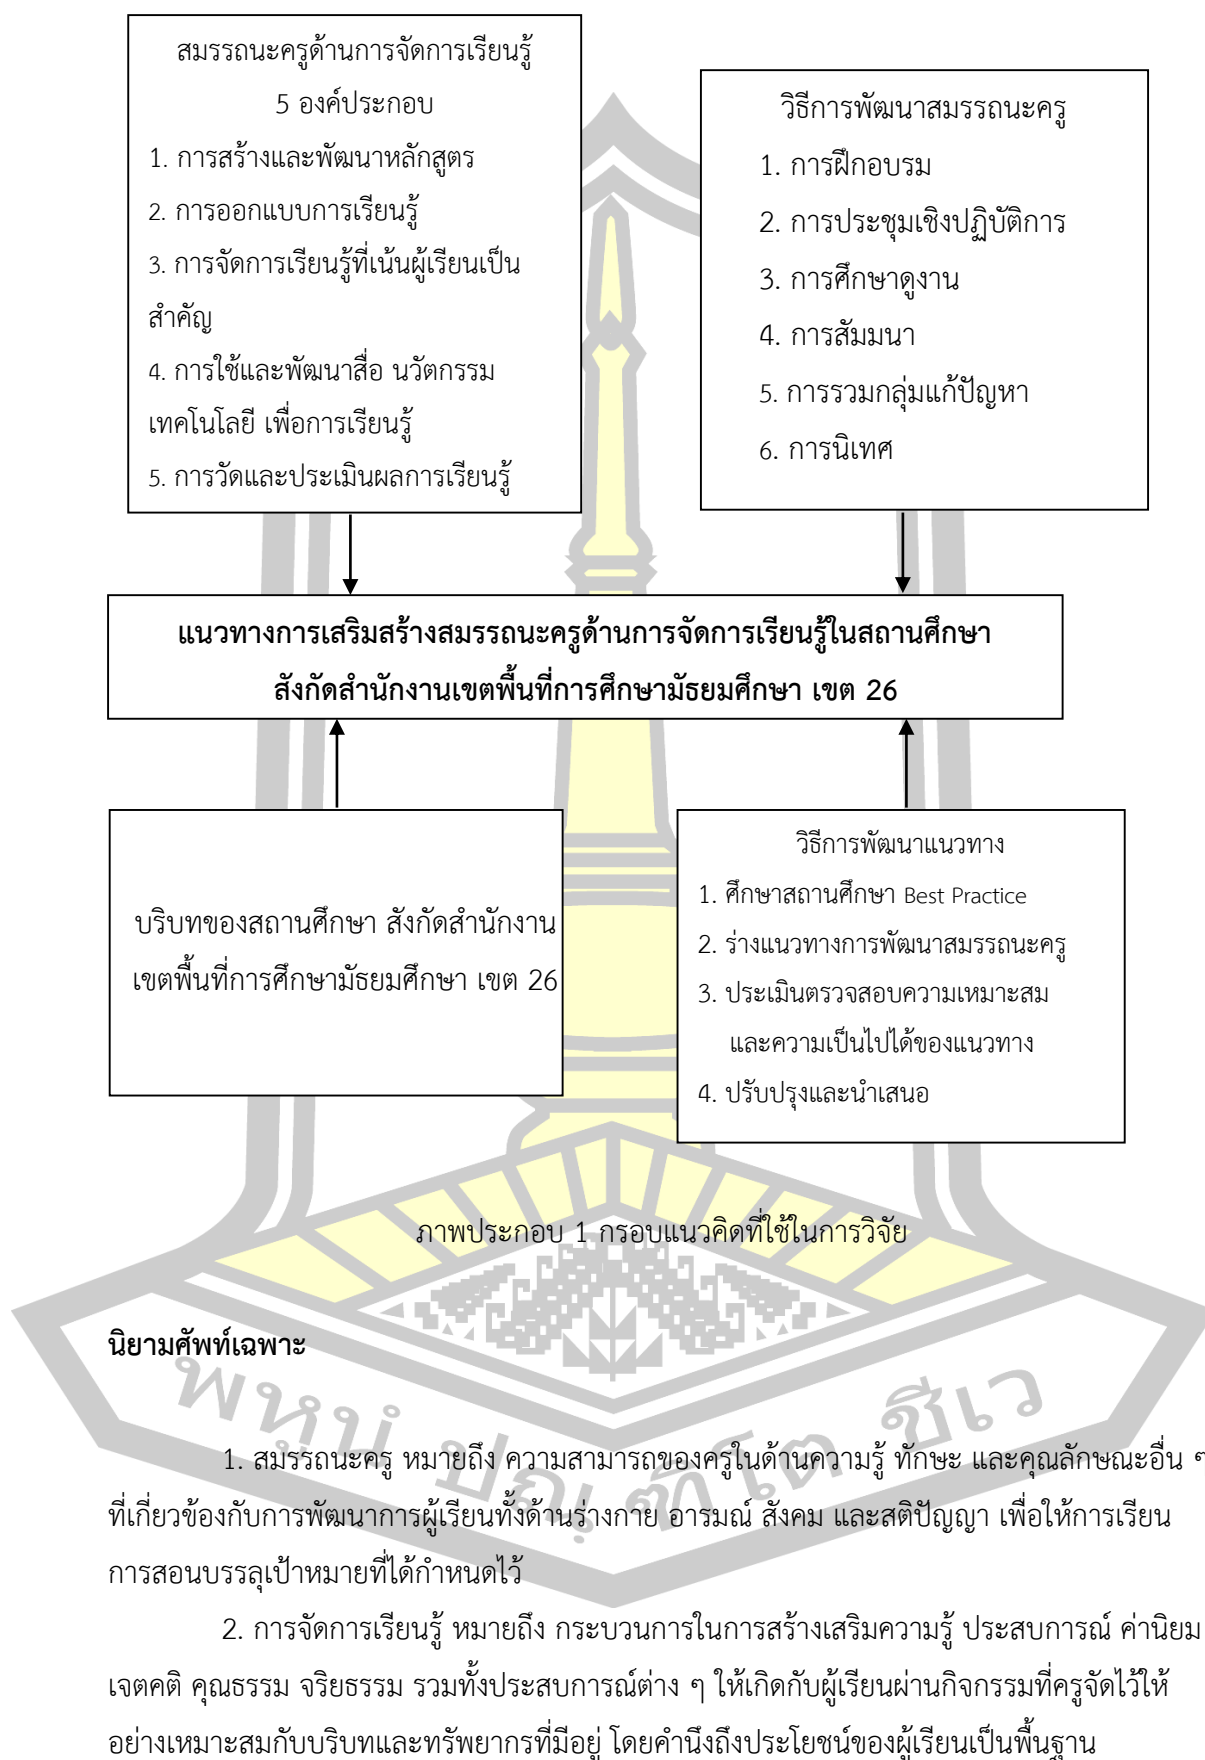 สมรรถนะครูด้านการจัดการเรียนรู้
5 องค์ประกอบ
1. การสร้างและพัฒนาหลักสูตร
2. การออกแบบการเรียนรู้
3. การจัดการเรียนรู้ที่เน้นผู้เรียนเป็น
สำคัญ
4. การใช้และพัฒนาสื่อ นวัตกรรม
เทคโนโลยี เพื่อการเรียนรู้
5. การวัดและประเมินผลการเรียนรู้
วิธีการพัฒนาสมรรถนะครู
1. การฝึกอบรม
2. การประชุมเชิงปฏิบัติการ
3. การศึกษาดูงาน
4. การสัมมนา
5. การรวมกลุ่มแก้ปัญหา
6. การนิเทศ
แนวทางการเสริมสร้างสมรรถนะครูด้านการจัดการเรียนรู้ในสถานศึกษา
สังกัดสำนักงานเขตพื้นที่การศึกษามัธยมศึกษา เขต 26
บริบทของสถานศึกษา สังกัดสำนักงาน
เขตพื้นที่การศึกษามัธยมศึกษา เขต 26
วิธีการพัฒนาแนวทาง
1. ศึกษาสถานศึกษา Best Practice
2. ร่างแนวทางการพัฒนาสมรรถนะครู
3. ประเมินตรวจสอบความเหมาะสม
และความเป็นไปได้ของแนวทาง
4. ปรับปรุงและนำเสนอ
ภาพประกอบ 1 กรอบแนวคิดที่ใช้ในการวิจัย
นิยามศัพท์เฉพาะ
พหูนํ ปณฺฑิโต ชีเว
1. สมรรถนะครู หมายถึง ความสามารถของครูในด้านความรู้ ทักษะ และคุณลักษณะอื่น ๆ
ที่เกี่ยวข้องกับการพัฒนาการผู้เรียนทั้งด้านร่างกาย อารมณ์ สังคม และสติปัญญา เพื่อให้การเรียน
การสอนบรรลุเป้าหมายที่ได้กำหนดไว้
2. การจัดการเรียนรู้ หมายถึง กระบวนการในการสร้างเสริมความรู้ ประสบการณ์ ค่านิยม
เจตคติ คุณธรรม จริยธรรม รวมทั้งประสบการณ์ต่าง ๆ ให้เกิดกับผู้เรียนผ่านกิจกรรมที่ครูจัดไว้ให้
อย่างเหมาะสมกับบริบทและทรัพยากรที่มีอยู่ โดยคำนึงถึงประโยชน์ของผู้เรียนเป็นพื้นฐาน